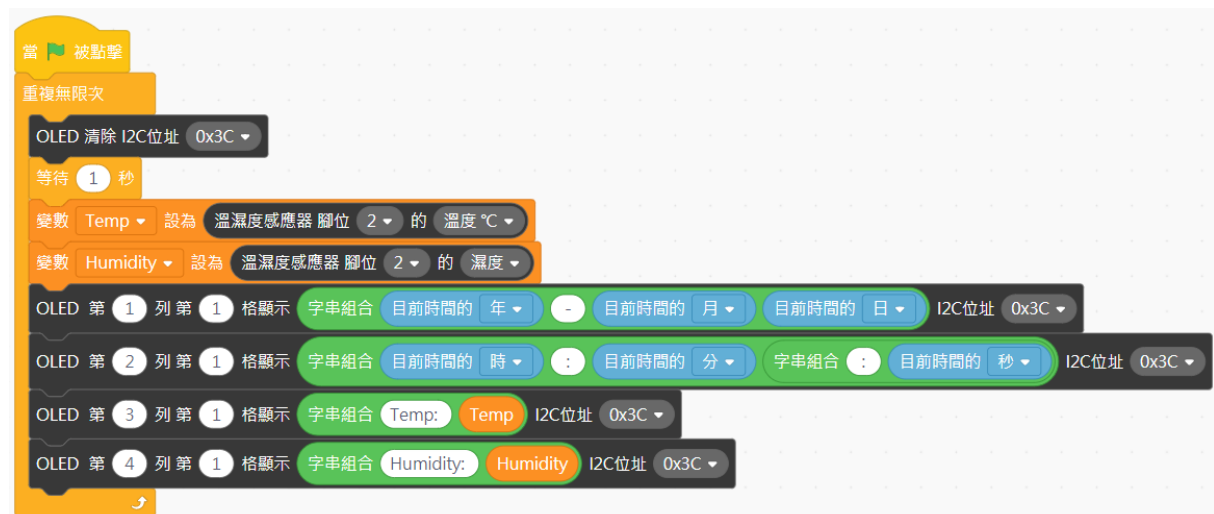 當 被點擊
重複無限次
OLED 清除 I2C位址 0x3C
等待 1 秒
變數 Temp 設為 溫濕度感應器 腳位 2 的 溫度 ℃
變數 Humidity 設為 溫濕度感應器 腳位 2 的 濕度
OLED 第 1 列 第 1 格顯示 字串組合 目前時間的 年 - 目前時間的 月 目前時間的 日 I2C位址 0x3C
OLED 第 2 列 第 1 格顯示 字串組合 目前時間的 時 : 目前時間的 分 字串組合 : 目前時間的 秒 I2C位址 0x3C
OLED 第 3 列 第 1 格顯示 字串組合 Temp: Temp I2C位址 0x3C
OLED 第 4 列 第 1 格顯示 字串組合 Humidity: Humidity I2C位址 0x3C